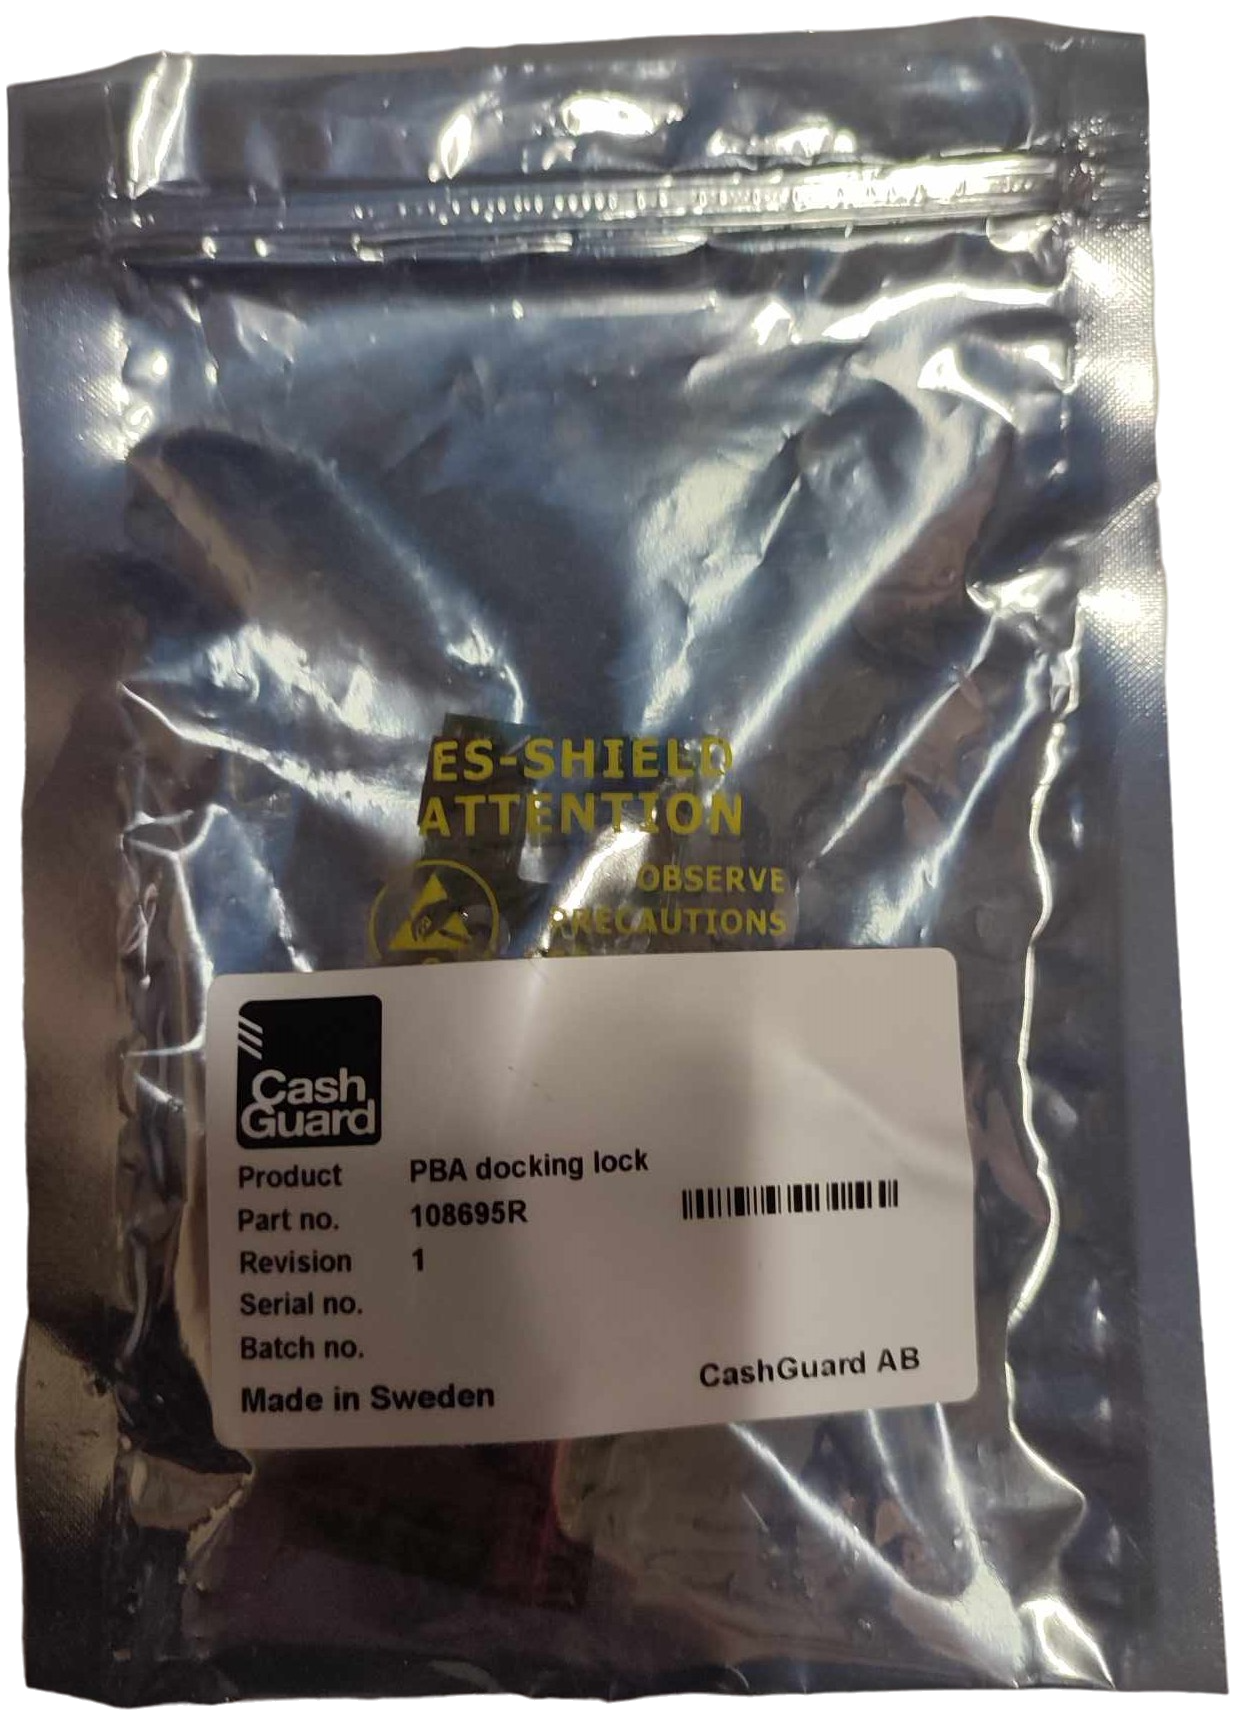 ES-SHIELD
ATTENTION
OBSERVE
PRECAUTIONS
Cash
Guard
Product PBA docking lock
Part no. 108695R
Revision 1
Serial no.
Batch no.
Made in Sweden
CashGuard AB